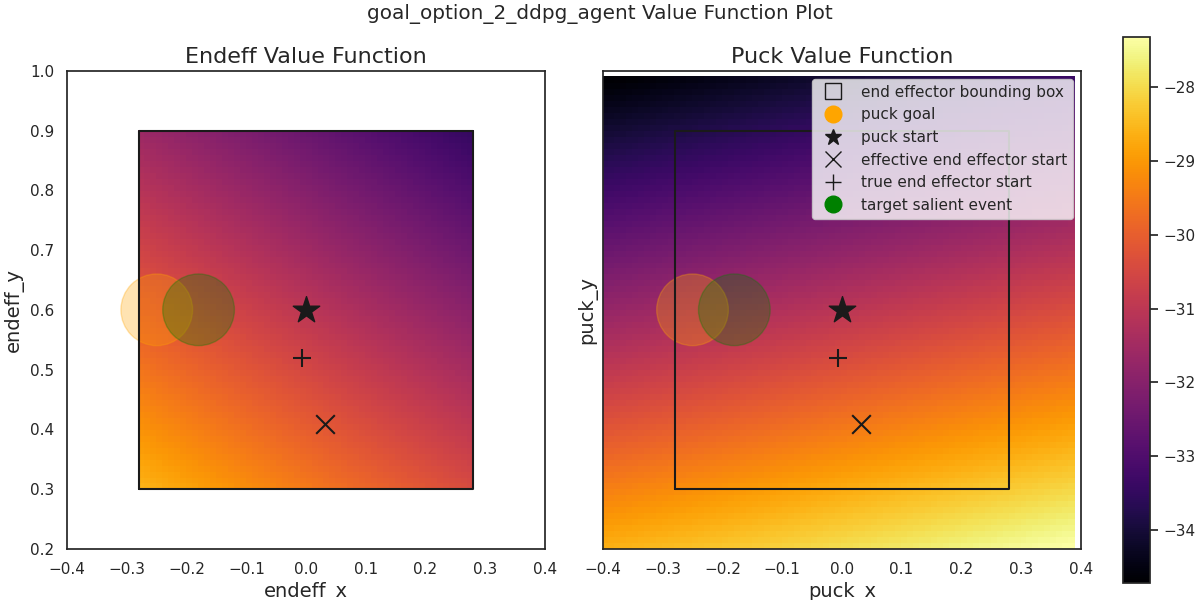 goal_option_2_ddpg_agent Value Function Plot
Endeff Value Function
1.0
0.9
0.8
0.7
0.6
0.5
0.4
0.3
0.2
endeff_y
−0.4 −0.3 −0.2 −0.1 0.0 0.1 0.2 0.3 0.4
endeff_x
Puck Value Function
end effector bounding box
puck goal
puck start
effective end effector start
true end effector start
target salient event
puck_y
−0.4 −0.3 −0.2 −0.1 0.0 0.1 0.2 0.3 0.4
puck_x
−28
−29
−30
−31
−32
−33
−34